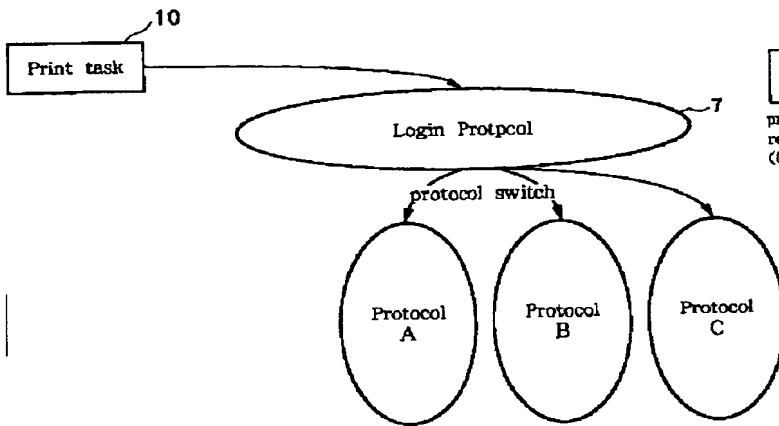 10
Print task
7
Login Protpcol
protocol switch
Protocol
A
Protocol
B
Protocol
C